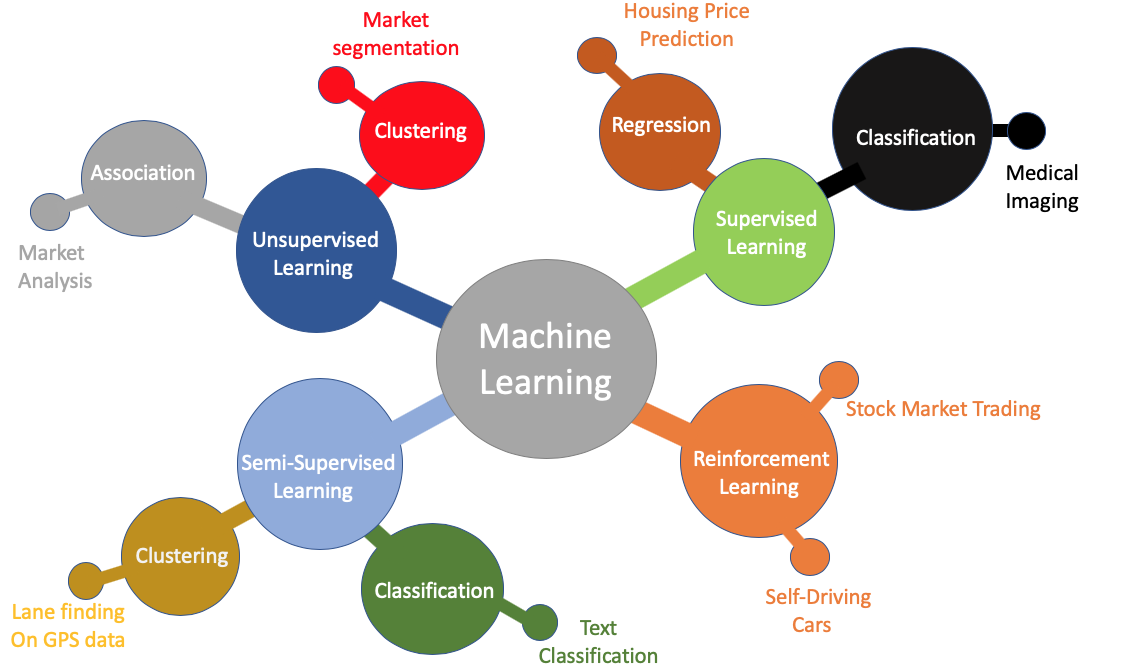 Housing Price
Prediction
Market
segmentation
Clustering
Regression
Classification
Association
Medical
Imaging
Supervised
Learning
Unsupervised
Learning
Market
Analysis
Machine
Learning
Stock Market Trading
Semi-Supervised
Learning
Reinforcement
Learning
Clustering
Classification
Self-Driving
Cars
Lane finding
On GPS data
Text
Classification